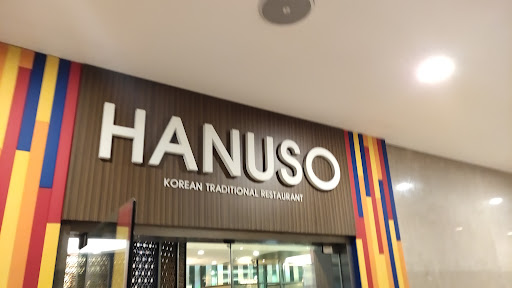 HANUSO
KOREAN TRADITIONAL RESTAURANT